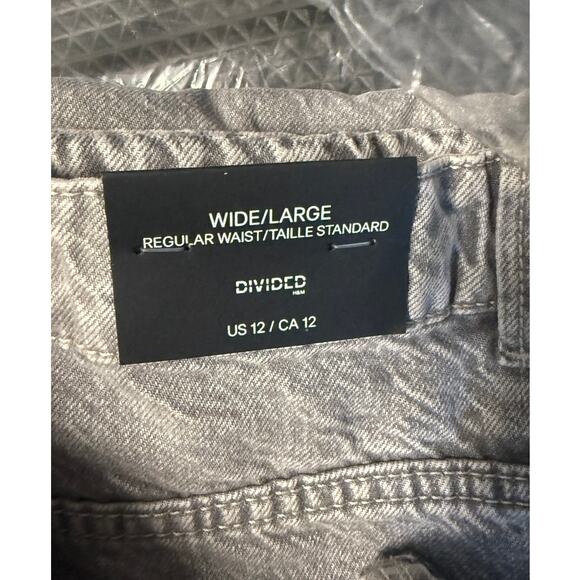 WIDE/LARGE
REGULAR WAIST/TAILLE STANDARD
DIVIDED
H&M
US 12 / CA 12